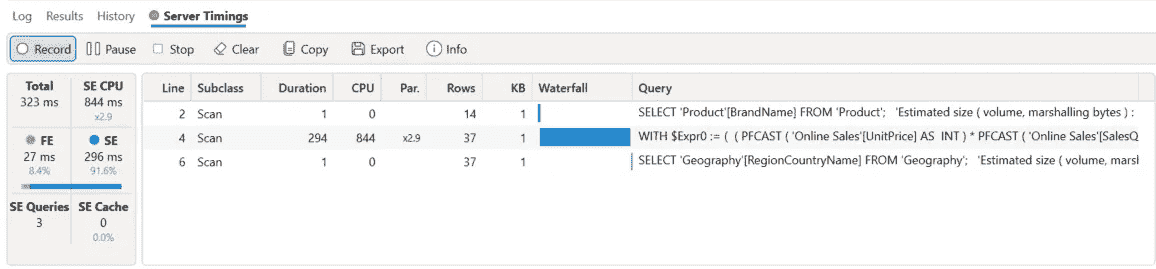 Log Results History Server Timings
Record Pause Stop Clear Copy Export Info
Total SE CPU
323 ms 844 ms
x2.9
FE SE
27 ms 296 ms
8.4% 91.6%
SE Queries SE Cache
3 0
0.0%
Line Subclass Duration CPU Par. Rows KB Waterfall Query
2 Scan 1 0 14 1 SELECT 'Product'[BrandName] FROM 'Product'; 'Estimated size ( volume, marshalling bytes ) :
4 Scan 294 844 x2.9 37 1 WITH $Expr0 := ( ( PFCAST ( 'Online Sales'[UnitPrice] AS INT ) * PFCAST ( 'Online Sales'[SalesQ
6 Scan 1 0 37 1 SELECT 'Geography'[RegionCountryName] FROM 'Geography'; 'Estimated size ( volume, marsh